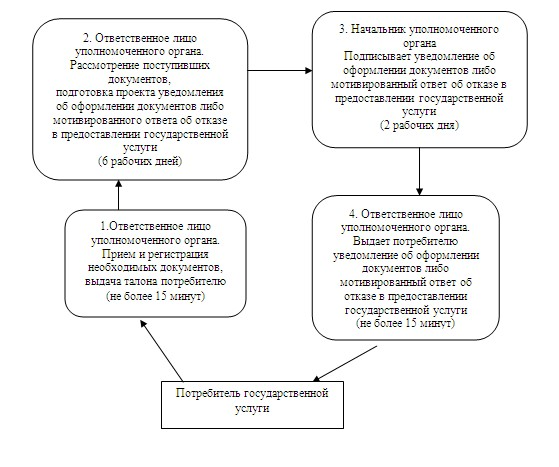 2. Ответственное лицо
уполномоченного органа.
Рассмотрение поступивших
документов,
подготовка проекта уведомления
об оформлении документов либо
мотивированного ответа об отказе
в предоставлении государственной
услуги
(6 рабочих дней)
3. Начальник уполномоченного
органа
Подписывает уведомление об
оформлении документов либо
мотивированный ответ об отказе в
предоставлении государственной
услуги
(2 рабочих дня)
1.Ответственное лицо
уполномоченного органа.
Прием и регистрация
необходимых документов,
выдача талона потребителю
(не более 15 минут)
4. Ответственное лицо
уполномоченного органа.
Выдает потребителю
уведомление об оформлении
документов либо
мотивированный ответ об
отказе в предоставлении
государственной услуги
(не более 15 минут)
Потребитель государственной
услуги